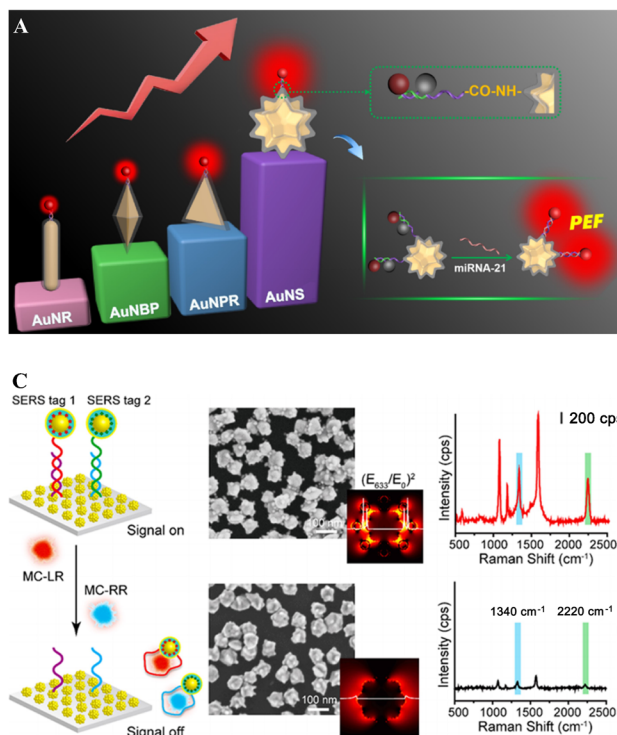 A
-CO-NH-
PEF
miRNA-21
AuNR
AuNBP
AuNPR
AuNS
C
SERS tag 1
SERS tag 2
Signal on
MC-LR
MC-RR
Signal off
100 nm
(E633/E0)²
100 nm
200 cps
Intensity (cps)
500 1000 1500 2000 2500
Raman Shift (cm⁻¹)
1340 cm⁻¹
2220 cm⁻¹
Intensity (cps)
500 1000 1500 2000 2500
Raman Shift (cm⁻¹)